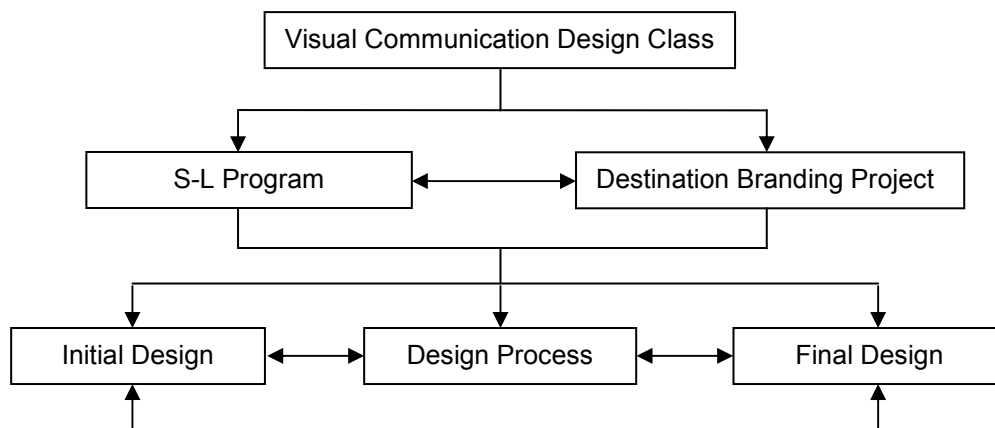 Visual Communication Design Class
S-L Program
Destination Branding Project
Initial Design
Design Process
Final Design